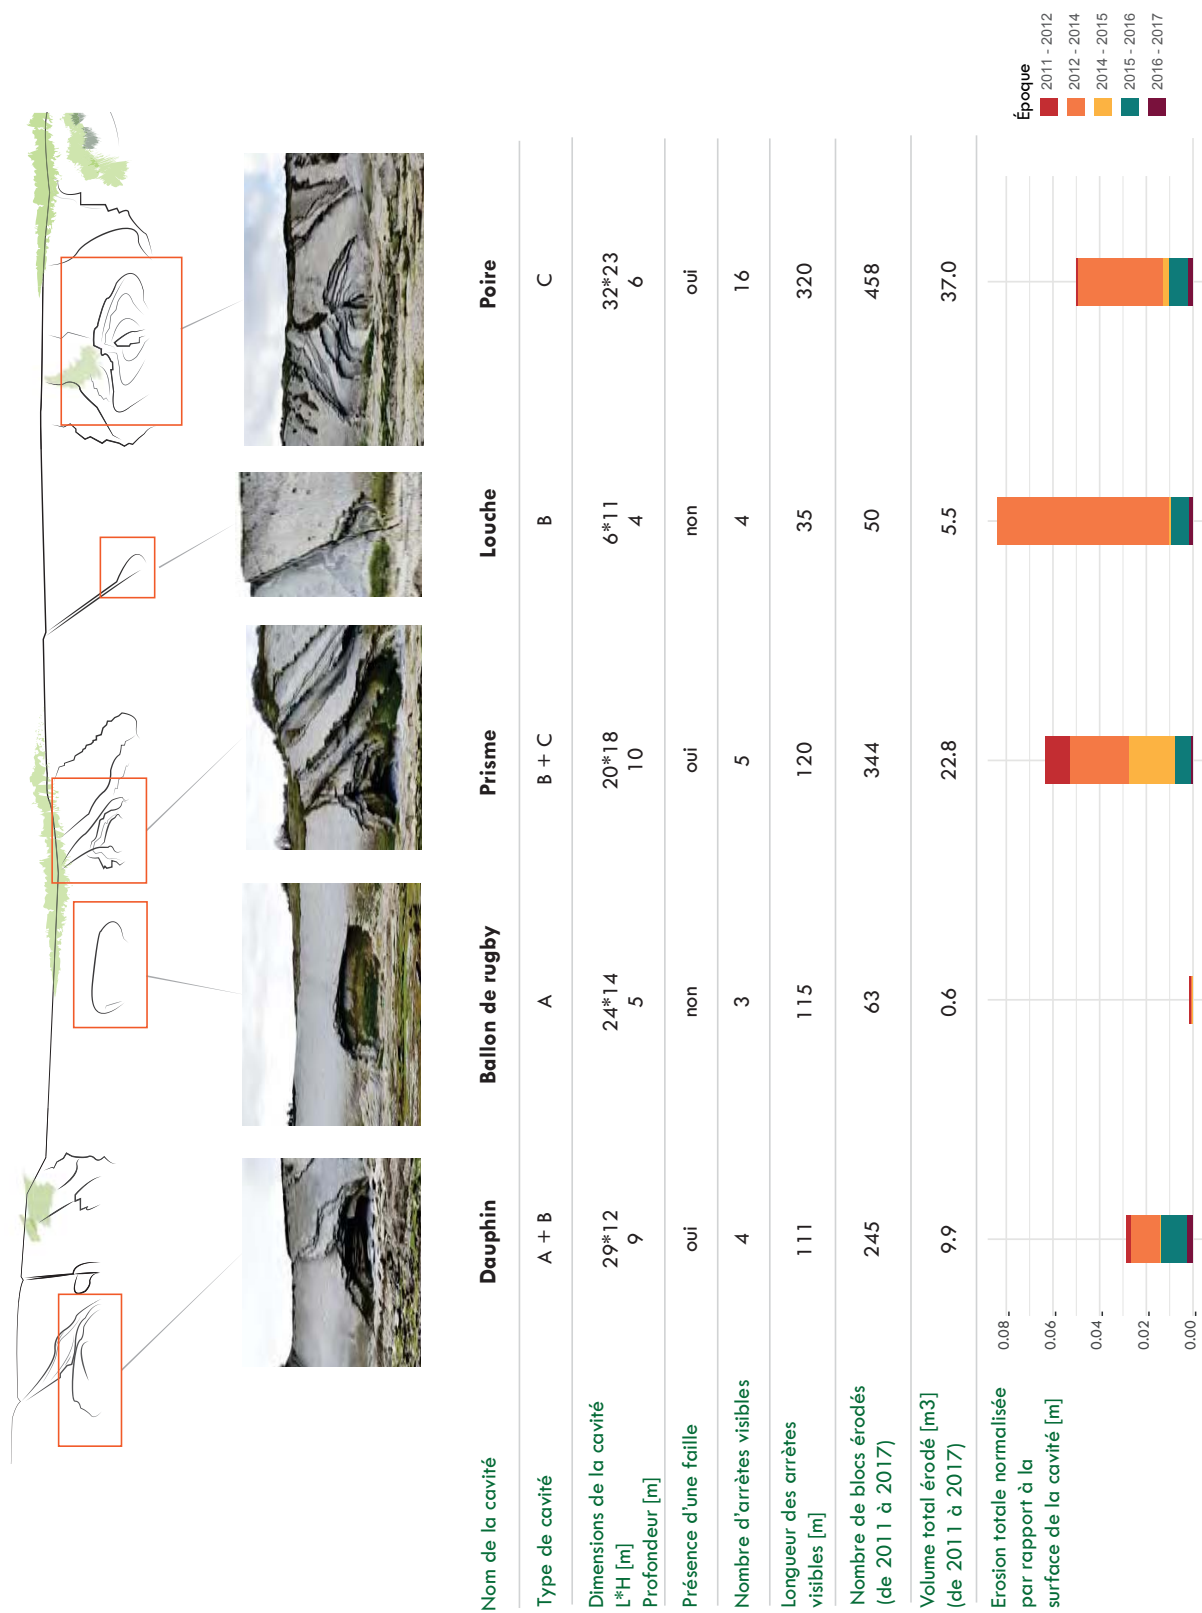 Nom de la cavité
Dauphin
Ballon de rugby
Prisme
Louche
Poire
Type de cavité
A + B
A
B + C
B
C
Dimensions de la cavité
L*H [m]
Profondeur [m]
29*12
9
24*14
5
20*18
10
6*11
4
32*23
6
Présence d'une faille
oui
non
oui
non
oui
Nombre d'arrètes visibles
4
3
5
4
16
Longueur des arrètes
visibles [m]
111
115
120
35
320
Nombre de blocs érodés
(de 2011 à 2017)
245
63
344
50
458
Volume total érodé [m3]
(de 2011 à 2017)
9.9
0.6
22.8
5.5
37.0
Erosion totale normalisée
par rapport à la
surface de la cavité [m]
0.08
0.06
0.04
0.02
0.00
Époque
2011 - 2012
2012 - 2014
2014 - 2015
2015 - 2016
2016 - 2017